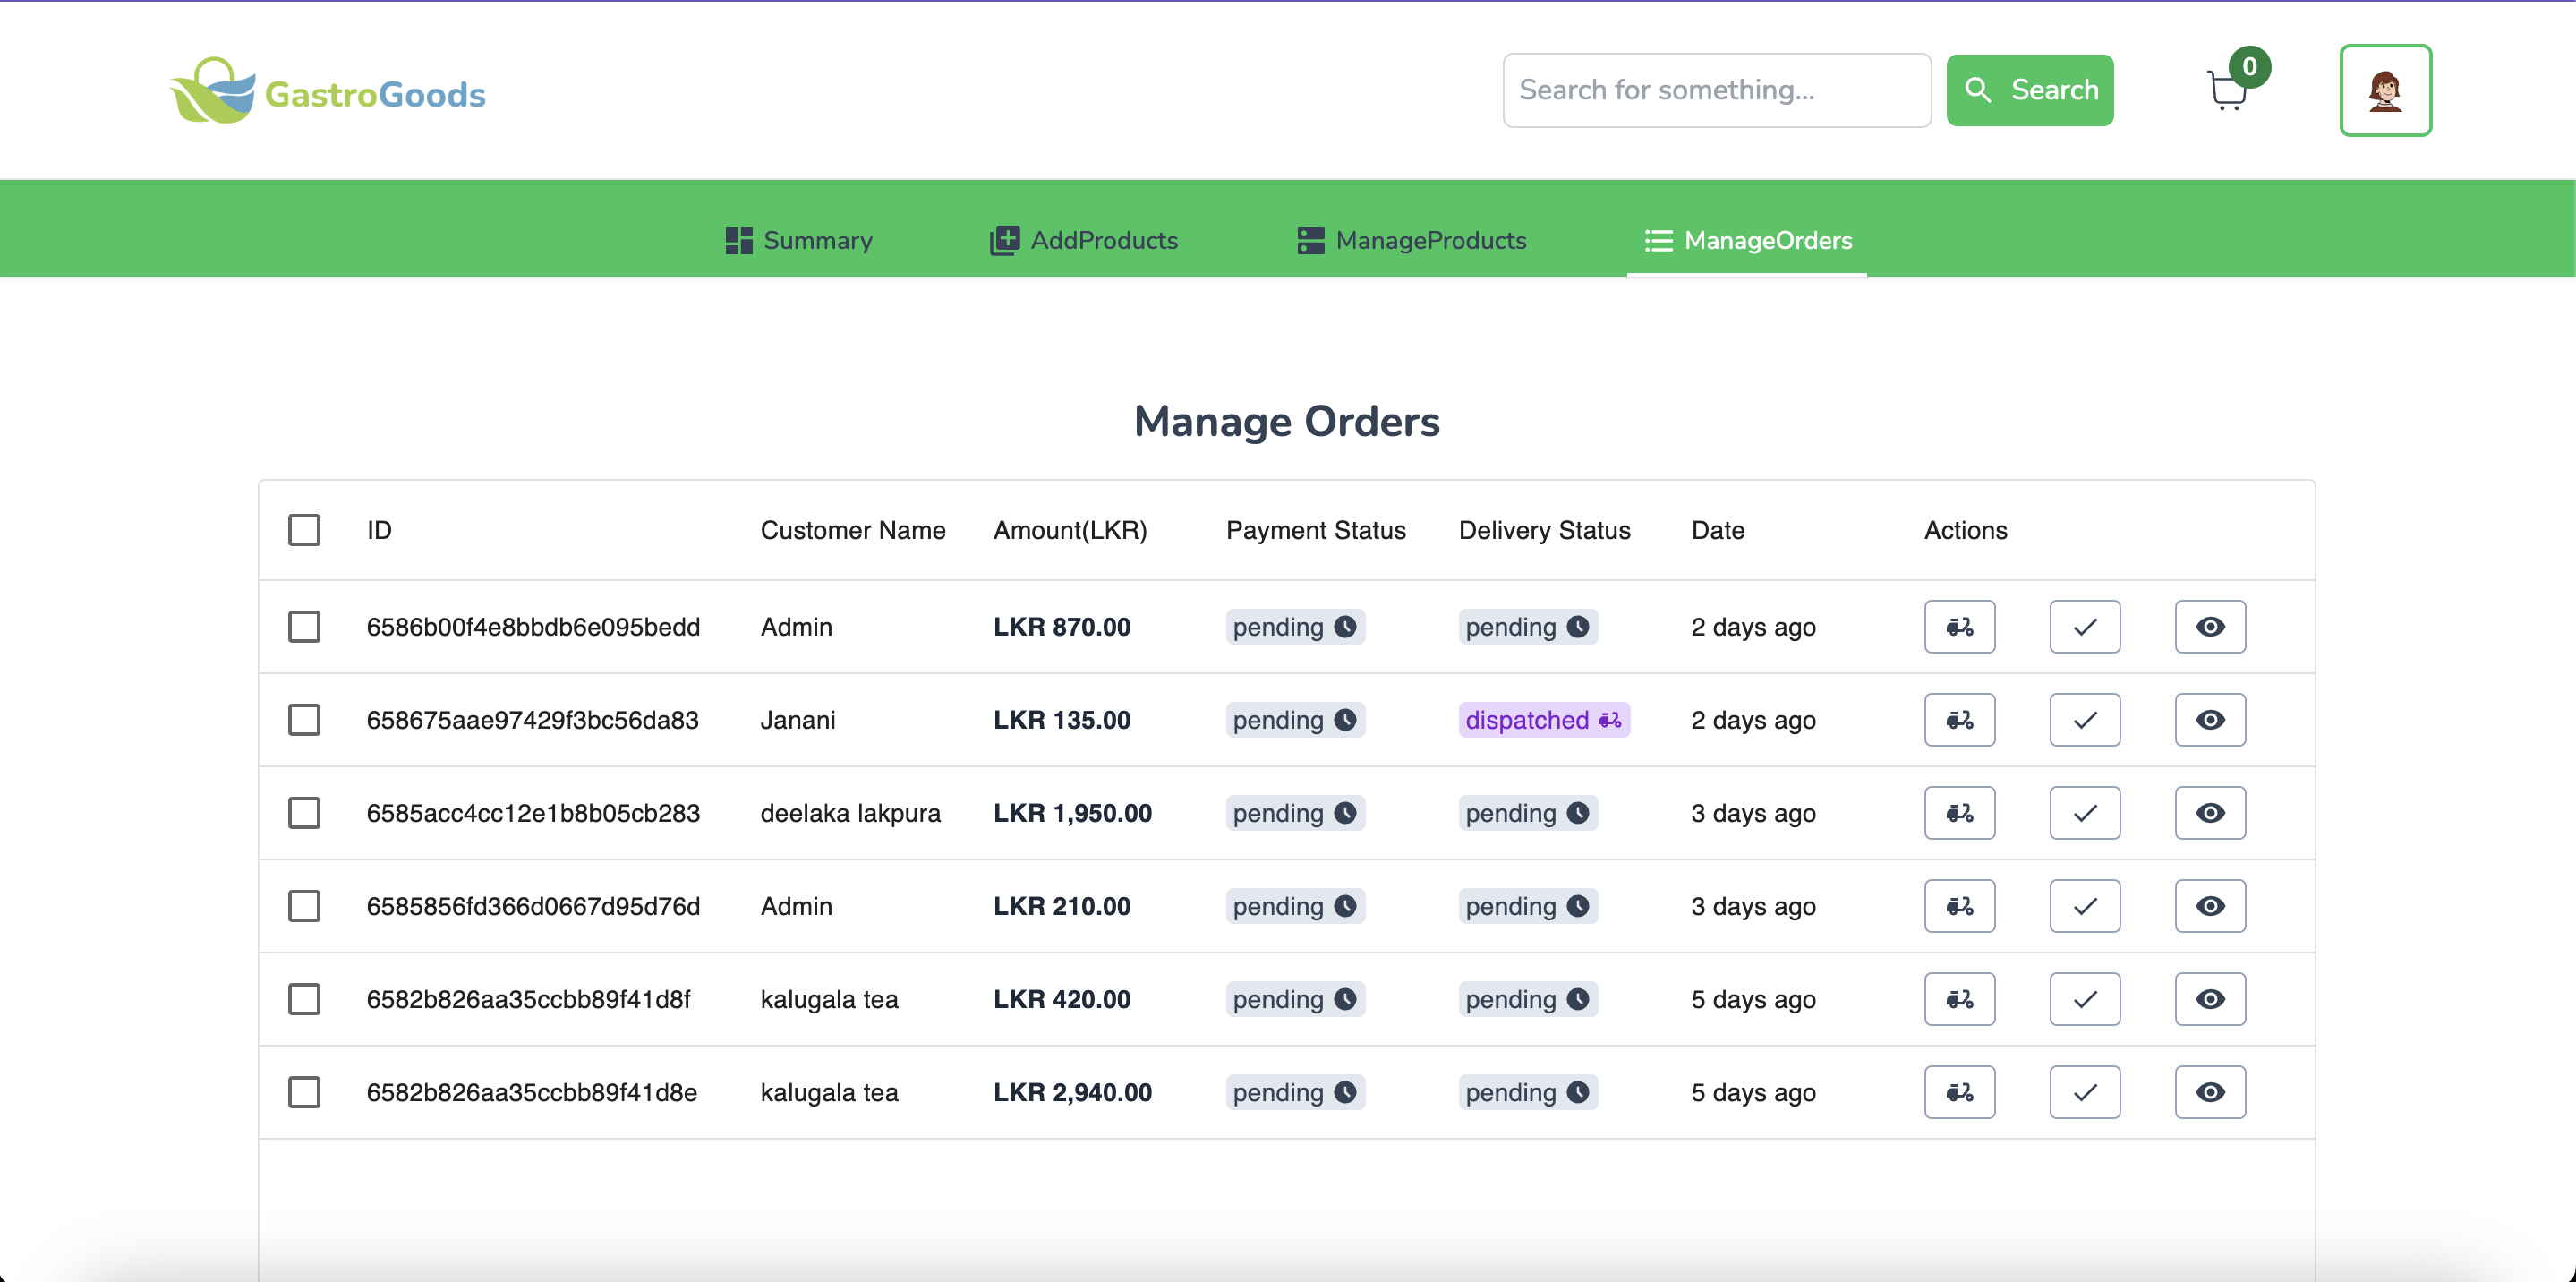 GastroGoods
Search for something...
Search
0
Summary
AddProducts
ManageProducts
ManageOrders
Manage Orders
ID Customer Name Amount(LKR) Payment Status Delivery Status Date Actions
6586b00f4e8bbdb6e095bedd Admin LKR 870.00 pending pending 2 days ago
658675aae97429f3bc56da83 Janani LKR 135.00 pending dispatched 2 days ago
6585acc4cc12e1b8b05cb283 deelaka lakpura LKR 1,950.00 pending pending 3 days ago
6585856fd366d0667d95d76d Admin LKR 210.00 pending pending 3 days ago
6582b826aa35ccbb89f41d8f kalugala tea LKR 420.00 pending pending 5 days ago
6582b826aa35ccbb89f41d8e kalugala tea LKR 2,940.00 pending pending 5 days ago